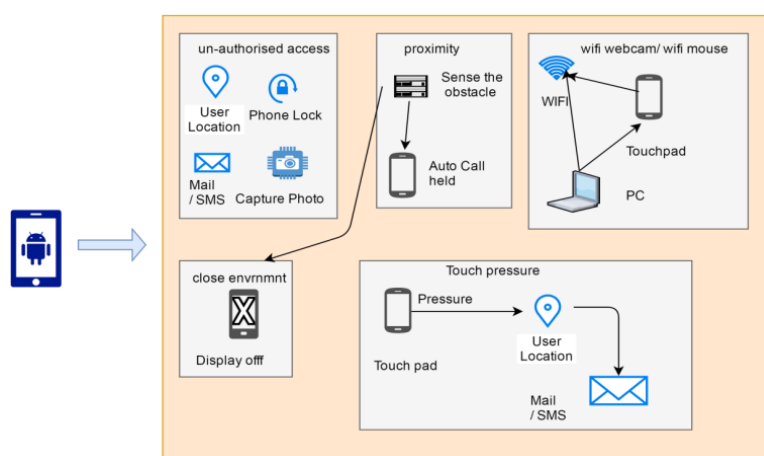 un-authorised access
User
Location
Phone Lock
Mail
/ SMS
Capture Photo
proximity
Sense the
obstacle
Auto Call
held
wifi webcam/ wifi mouse
WIFI
Touchpad
PC
close envrnmnt
X
Display offf
Touch pressure
Pressure
Touch pad
User
Location
Mail
/ SMS